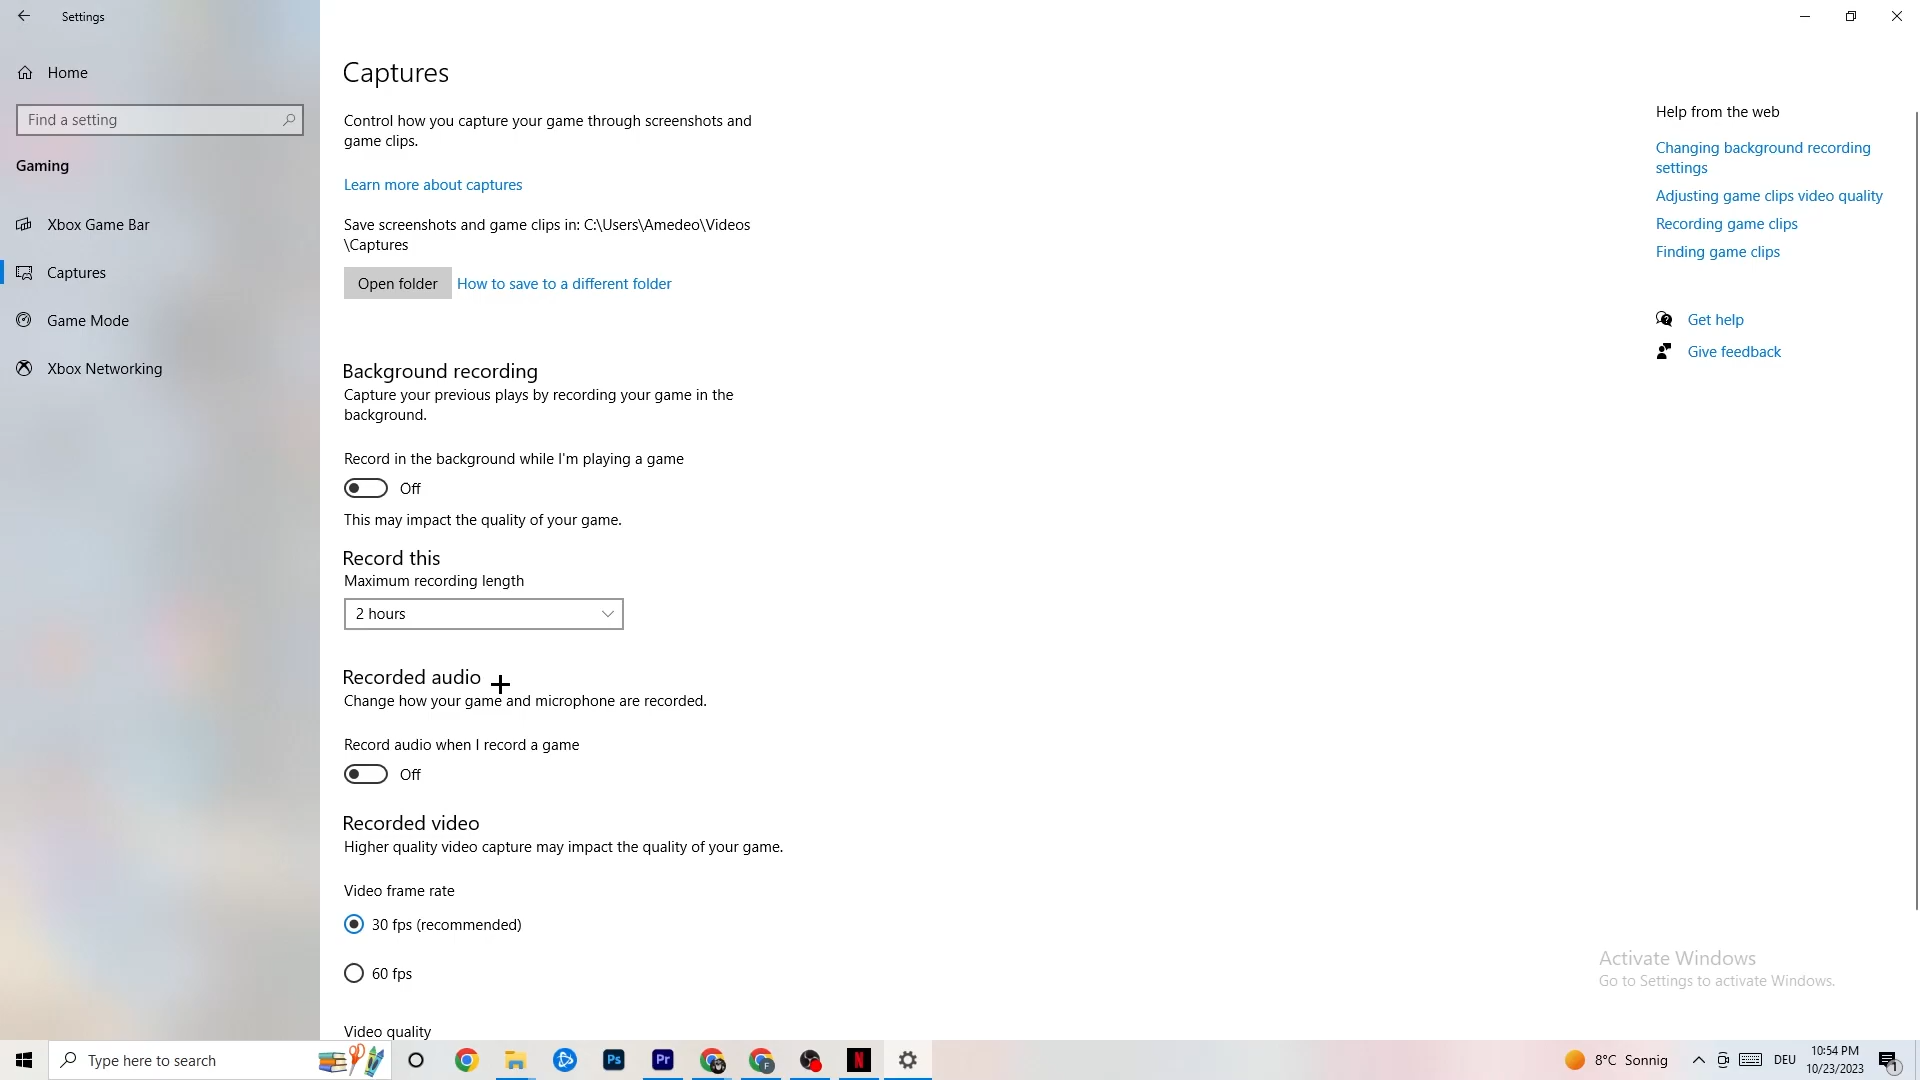 Settings
Home
Find a setting
Gaming
Xbox Game Bar
Captures
Game Mode
Xbox Networking
Captures
Control how you capture your game through screenshots and
game clips.
Learn more about captures
Save screenshots and game clips in: C:\Users\Amedeo\Videos
\Captures
Open folder
How to save to a different folder
Background recording
Capture your previous plays by recording your game in the
background.
Record in the background while I'm playing a game
Off
This may impact the quality of your game.
Record this
Maximum recording length
2 hours
Recorded audio
Change how your game and microphone are recorded.
Record audio when I record a game
Off
Recorded video
Higher quality video capture may impact the quality of your game.
Video frame rate
30 fps (recommended)
60 fps
Video quality
Help from the web
Changing background recording
settings
Adjusting game clips video quality
Recording game clips
Finding game clips
Get help
Give feedback
Activate Windows
Go to Settings to activate Windows.
Type here to search
Ps
Pr
F
N
8°C Sonnig
DEU
10:54 PM
10/23/2023
1